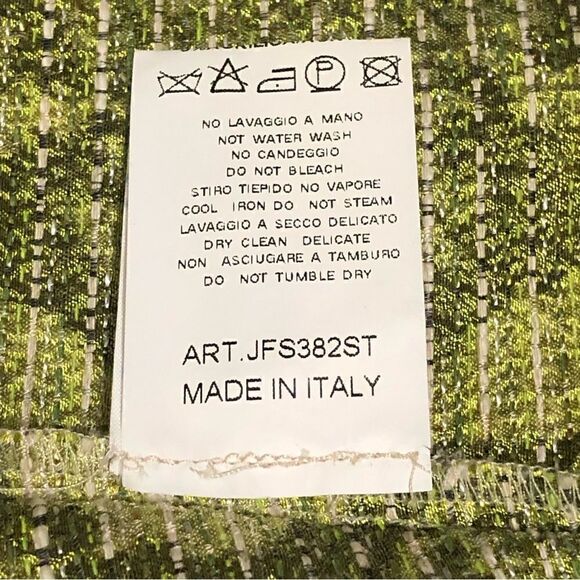 P
NO LAVAGGIO A MANO
NOT WATER WASH
NO CANDEGGIO
DO NOT BLEACH
STIRO TIEPIDO NO VAPORE
COOL IRON DO NOT STEAM
LAVAGGIO A SECCO DELICATO
DRY CLEAN DELICATE
NON ASCIUGARE A TAMBURO
DO NOT TUMBLE DRY
ART.JFS382ST
MADE IN ITALY